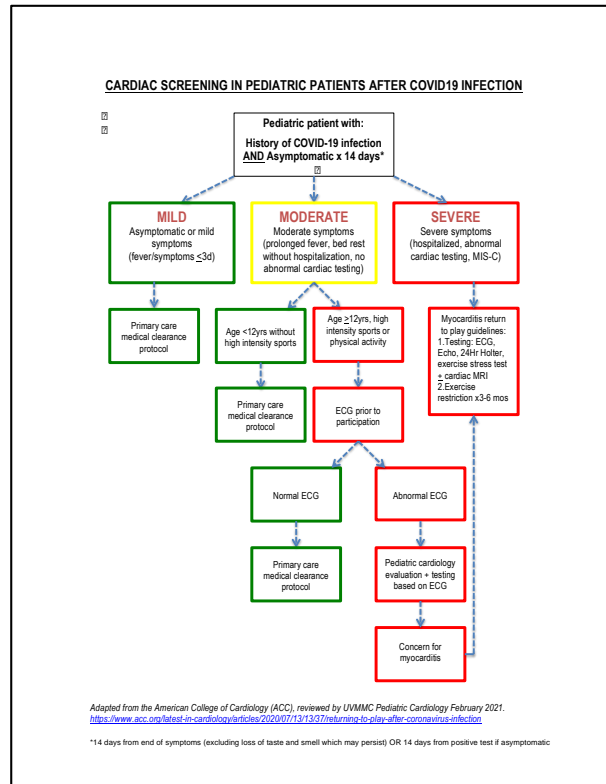 CARDIAC SCREENING IN PEDIATRIC PATIENTS AFTER COVID19 INFECTION
Pediatric patient with:
History of COVID-19 infection
AND Asymptomatic x 14 days*
MILD
Asymptomatic or mild
symptoms
(fever/symptoms <3d)
MODERATE
Moderate symptoms
(prolonged fever, bed rest
without hospitalization, no
abnormal cardiac testing)
SEVERE
Severe symptoms
(hospitalized, abnormal
cardiac testing, MIS-C)
Primary care
medical clearance
protocol
Age <12yrs without
high intensity sports
Age >12yrs, high
intensity sports or
physical activity
Myocarditis return
to play guidelines:
1.Testing: ECG,
Echo, 24Hr Holter,
exercise stress test
+ cardiac MRI
2.Exercise
restriction x3-6 mos
Primary care
medical clearance
protocol
ECG prior to
participation
Normal ECG
Abnormal ECG
Primary care
medical clearance
protocol
Pediatric cardiology
evaluation + testing
based on ECG
Concern for
myocarditis
Adapted from the American College of Cardiology (ACC), reviewed by UVMMC Pediatric Cardiology February 2021.
https://www.acc.org/latest-in-cardiology/articles/2020/07/13/13/37/returning-to-play-after-coronavirus-infection
*14 days from end of symptoms (excluding loss of taste and smell which may persist) OR 14 days from positive test if asymptomatic